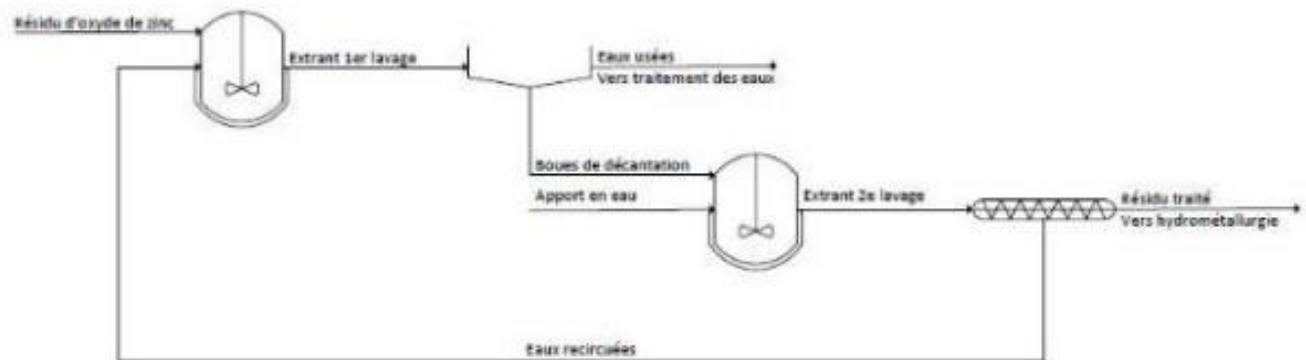 Résidu d'oxyde de zinc
Extrant 1er lavage
Eaux usées
Vers traitement des eaux
Boues de décantation
Apport en eau
Extrant 2e lavage
Résidu traité
Vers hydrométallurgie
Eaux recircuées